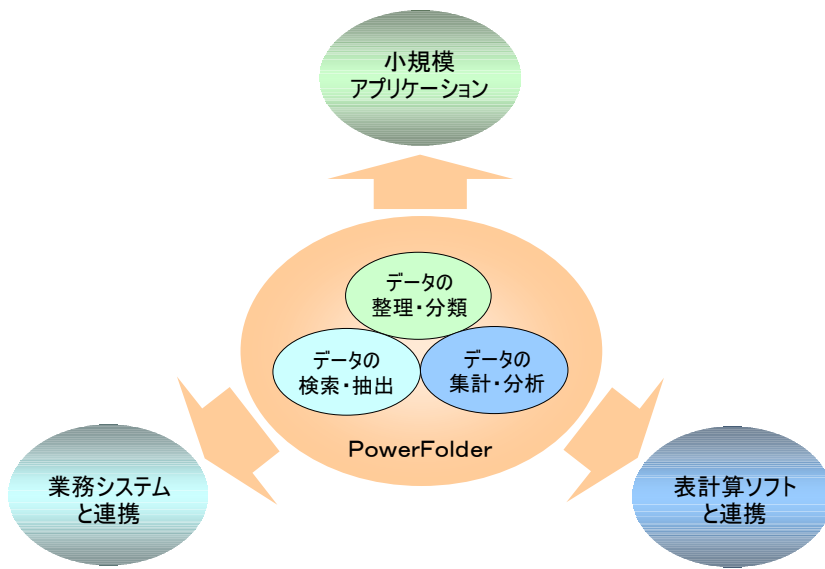 小規模
アプリケーション
データの
整理・分類
データの
検索・抽出
データの
集計・分析
PowerFolder
業務システム
と連携
表計算ソフト
と連携